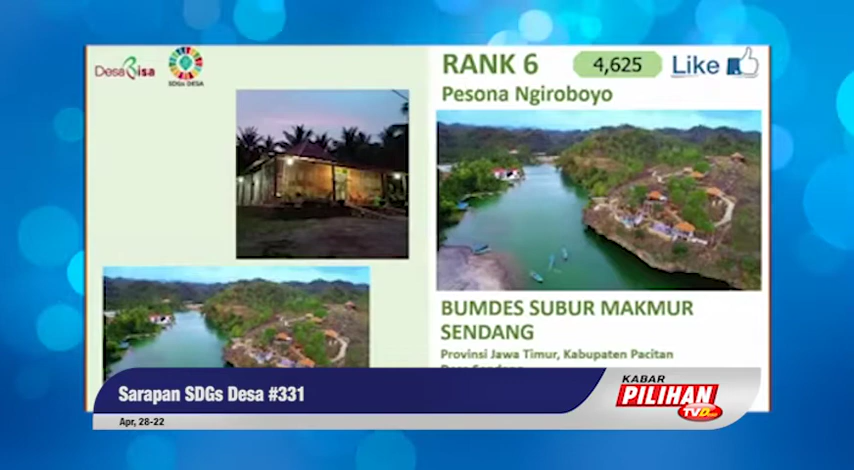 DesaBisa
SDGs DESA
RANK 6
4,625
Like
Pesona Ngiroboyo
BUMDES SUBUR MAKMUR
SENDANG
Provinsi Jawa Timur, Kabupaten Pacitan
Sarapan SDGs Desa #331
Apr, 28-22
KABAR
PILIHAN